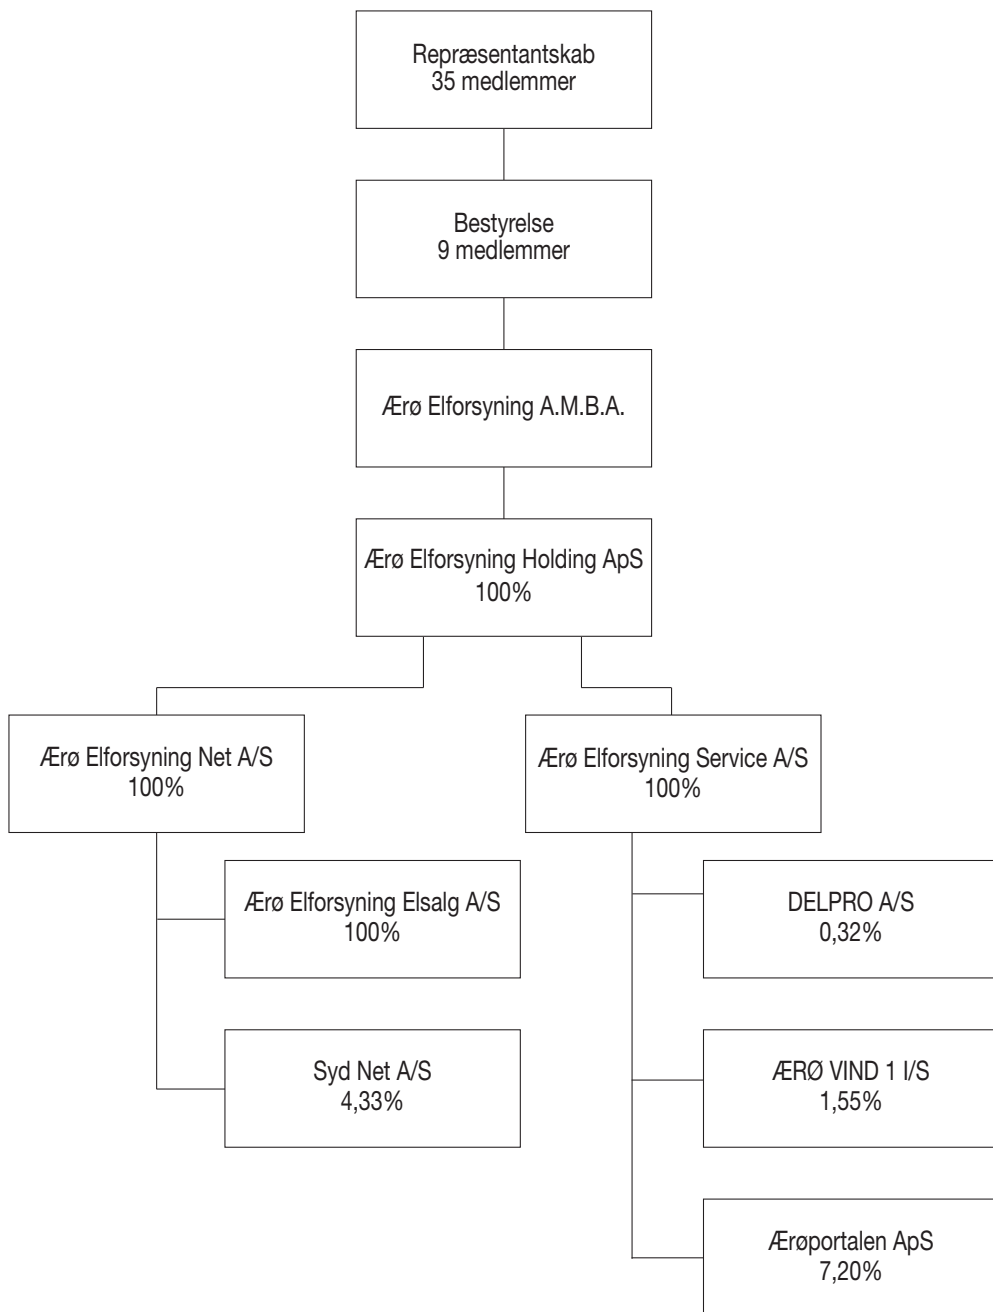 Repræsentantskab
35 medlemmer
Bestyrelse
9 medlemmer
Ærø Elforsyning A.M.B.A.
Ærø Elforsyning Holding ApS
100%
Ærø Elforsyning Net A/S
100%
Ærø Elforsyning Service A/S
100%
Ærø Elforsyning Elsalg A/S
100%
Syd Net A/S
4,33%
DELPRO A/S
0,32%
ÆRØ VIND 1 I/S
1,55%
Ærøportalen ApS
7,20%